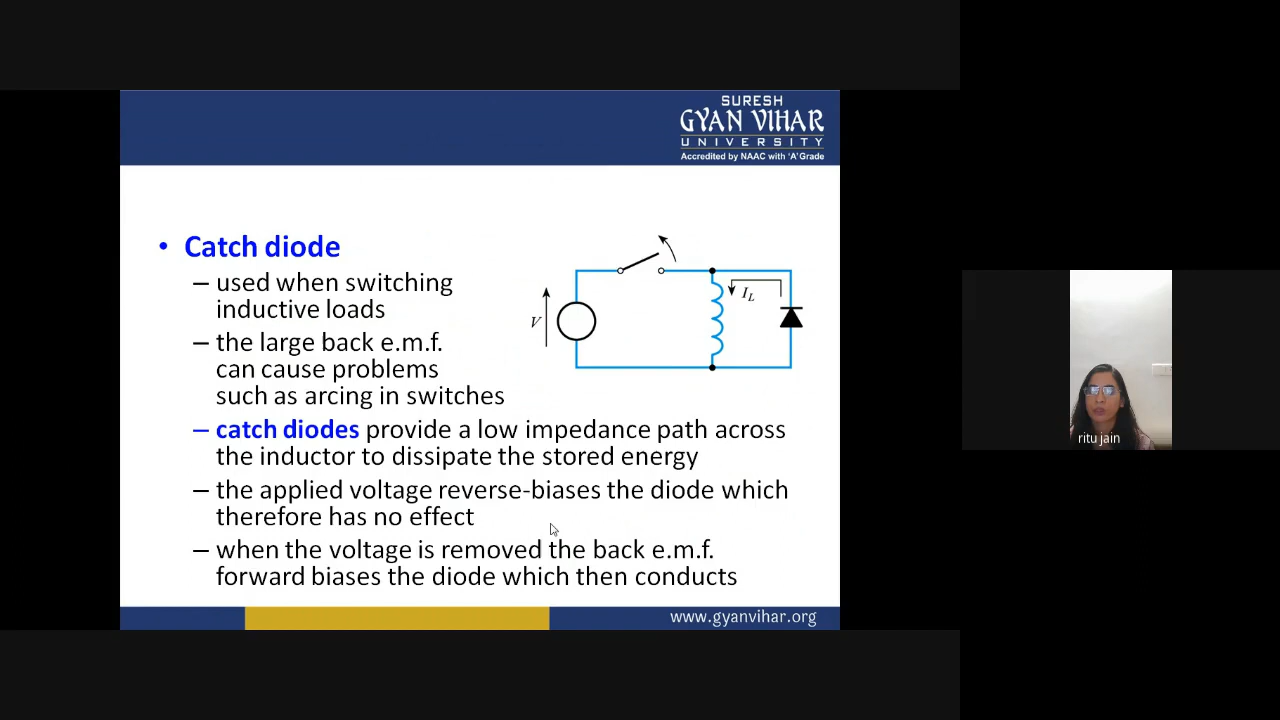 SURESH
GYAN VIHAR
UNIVERSITY
Accredited by NAAC with 'A' Grade
• Catch diode
– used when switching
inductive loads
– the large back e.m.f.
can cause problems
such as arcing in switches
– catch diodes provide a low impedance path across
the inductor to dissipate the stored energy
– the applied voltage reverse-biases the diode which
therefore has no effect
– when the voltage is removed the back e.m.f.
forward biases the diode which then conducts
V
IL
www.gyanvihar.org
ritu jain